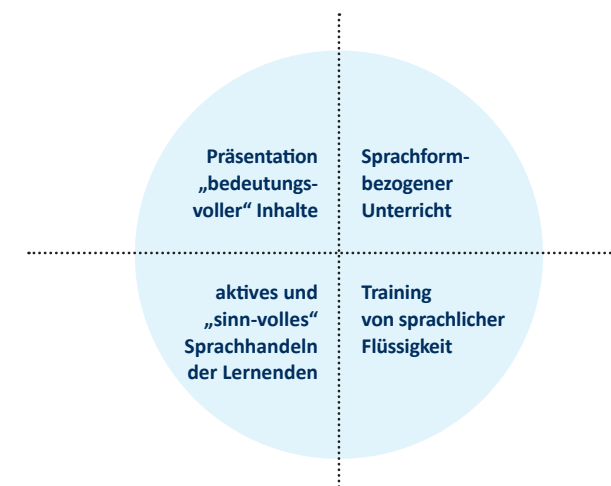 Präsentation
„bedeutungs-
voller“ Inhalte
Sprachform-
bezogener
Unterricht
aktives und
„sinn-volles“
Sprachhandeln
der Lernenden
Training
von sprachlicher
Flüssigkeit